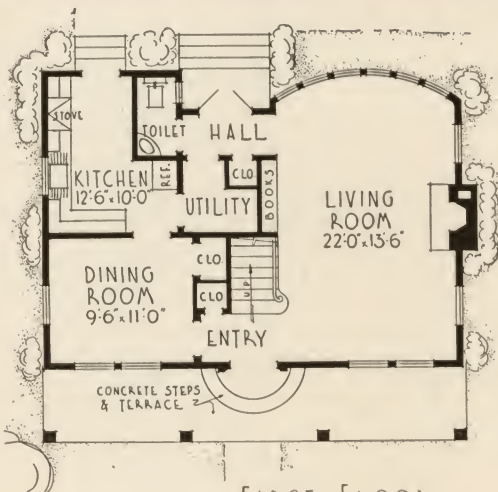 STOVE
TOILET
HALL
KITCHEN
12'-6" x 10'-0
REF.
CLO.
UTILITY
BOOKS
LIVING
ROOM
22'-0" x 13'-6"
DINING
ROOM
9'-6" x 11'-0"
CLO.
CLO.
UP
ENTRY
CONCRETE STEPS
& TERRACE
FIRST FLOOR